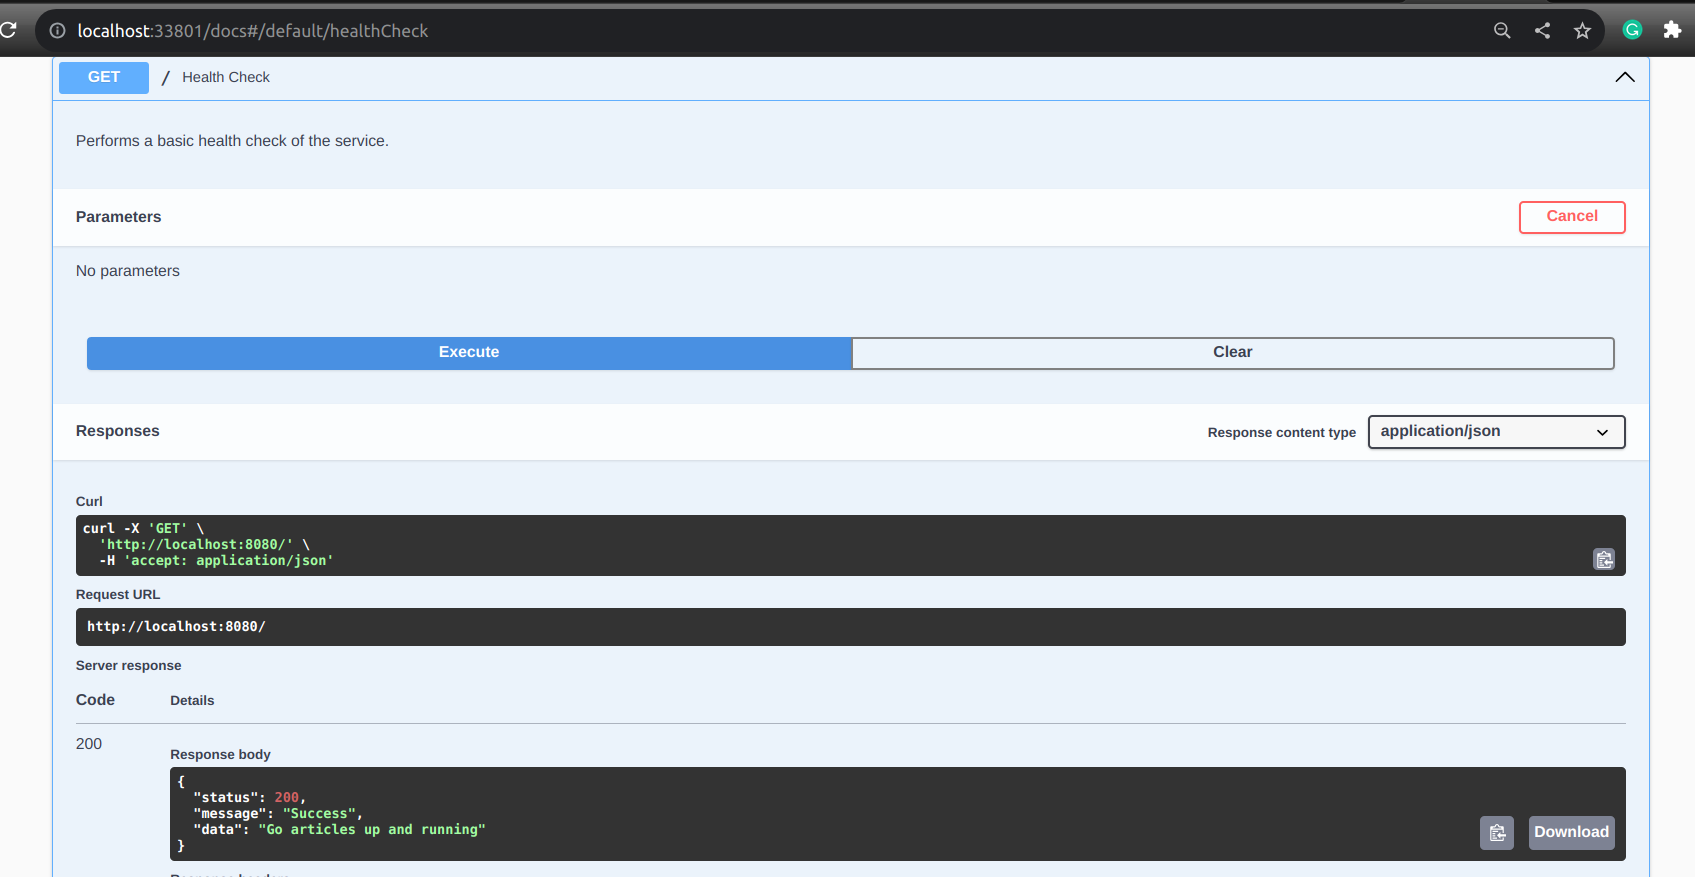 localhost:33801/docs#/default/healthCheck
GET / Health Check
Performs a basic health check of the service.
Parameters
Cancel
No parameters
Execute
Clear
Responses
Response content type
application/json
Curl
curl -X 'GET' \
'http://localhost:8080/' \
-H 'accept: application/json'
Request URL
http://localhost:8080/
Server response
Code
Details
200
Response body
{
"status": 200,
"message": "Success",
"data": "Go articles up and running"
}
Download